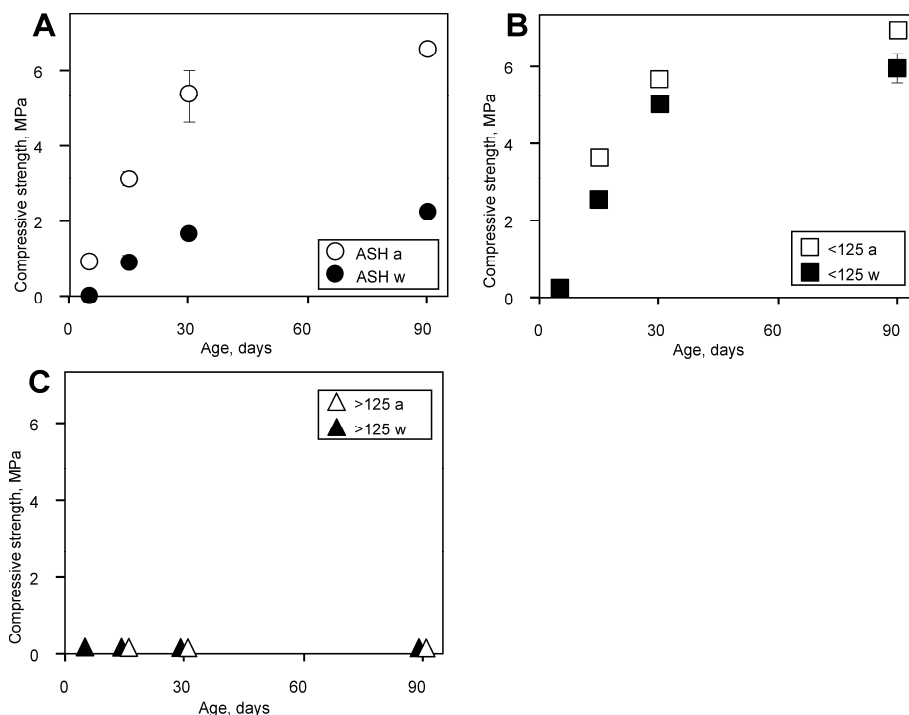 A
Compressive strength, MPa
6
4
2
0
ASH a
ASH w
0 30 60 90
Age, days
B
Compressive strength, MPa
6
4
2
0
<125 a
<125 w
0 30 60 90
Age, days
C
Compressive strength, MPa
6
4
2
0
>125 a
>125 w
0 30 60 90
Age, days